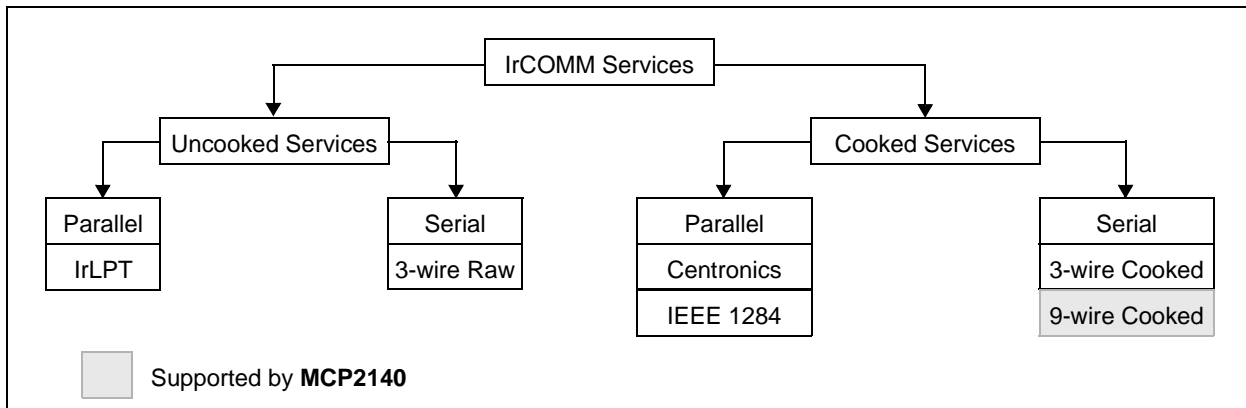 IrCOMM Services
Uncooked Services
Cooked Services
Parallel
IrLPT
Serial
3-wire Raw
Parallel
Centronics
IEEE 1284
Serial
3-wire Cooked
9-wire Cooked
Supported by MCP2140